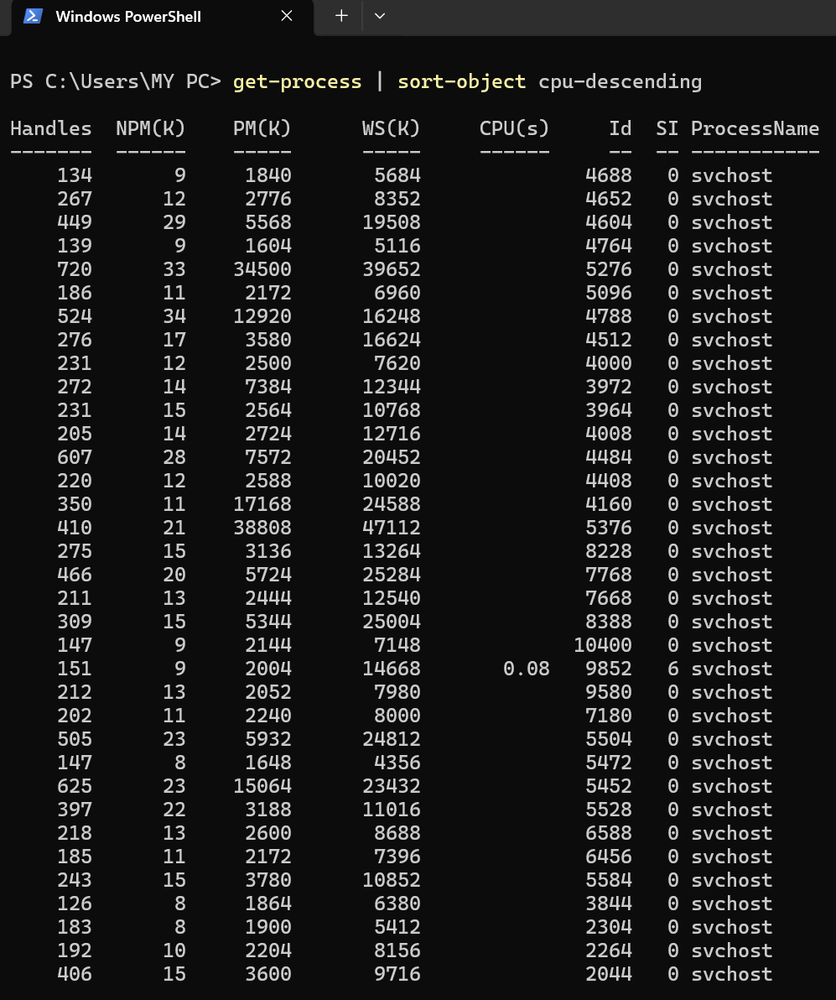 Windows PowerShell
PS C:\Users\MY PC> get-process | sort-object cpu-descending
Handles NPM(K) PM(K) WS(K) CPU(s) Id SI ProcessName
------- ------ ----- ----- ------ -- -- -----------
134 9 1840 5684 4688 0 svchost
267 12 2776 8352 4652 0 svchost
449 29 5568 19508 4604 0 svchost
139 9 1604 5116 4764 0 svchost
720 33 34500 39652 5276 0 svchost
186 11 2172 6960 5096 0 svchost
524 34 12920 16248 4788 0 svchost
276 17 3580 16624 4512 0 svchost
231 12 2500 7620 4000 0 svchost
272 14 7384 12344 3972 0 svchost
231 15 2564 10768 3964 0 svchost
205 14 2724 12716 4008 0 svchost
607 28 7572 20452 4484 0 svchost
220 12 2588 10020 4408 0 svchost
350 11 17168 24588 4160 0 svchost
410 21 38808 47112 5376 0 svchost
275 15 3136 13264 8228 0 svchost
466 20 5724 25284 7768 0 svchost
211 13 2444 12540 7668 0 svchost
309 15 5344 25004 8388 0 svchost
147 9 2144 7148 10400 0 svchost
151 9 2004 14668 0.08 9852 6 svchost
212 13 2052 7980 9580 0 svchost
202 11 2240 8000 7180 0 svchost
505 23 5932 24812 5504 0 svchost
147 8 1648 4356 5472 0 svchost
625 23 15064 23432 5452 0 svchost
397 22 3188 11016 5528 0 svchost
218 13 2600 8688 6588 0 svchost
185 11 2172 7396 6456 0 svchost
243 15 3780 10852 5584 0 svchost
126 8 1864 6380 3844 0 svchost
183 8 1900 5412 2304 0 svchost
192 10 2204 8156 2264 0 svchost
406 15 3600 9716 2044 0 svchost